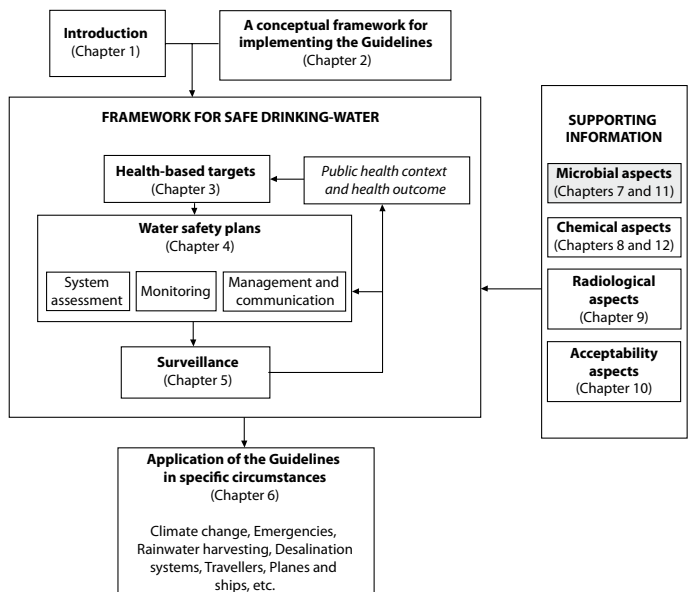 Introduction
(Chapter 1)
A conceptual framework for
implementing the Guidelines
(Chapter 2)
FRAMEWORK FOR SAFE DRINKING-WATER
Health-based targets
(Chapter 3)
Public health context
and health outcome
Water safety plans
(Chapter 4)
System
assessment
Monitoring
Management and
communication
Surveillance
(Chapter 5)
SUPPORTING
INFORMATION
Microbial aspects
(Chapters 7 and 11)
Chemical aspects
(Chapters 8 and 12)
Radiological
aspects
(Chapter 9)
Acceptability
aspects
(Chapter 10)
Application of the Guidelines
in specific circumstances
(Chapter 6)
Climate change, Emergencies,
Rainwater harvesting, Desalination
systems, Travellers, Planes and
ships, etc.